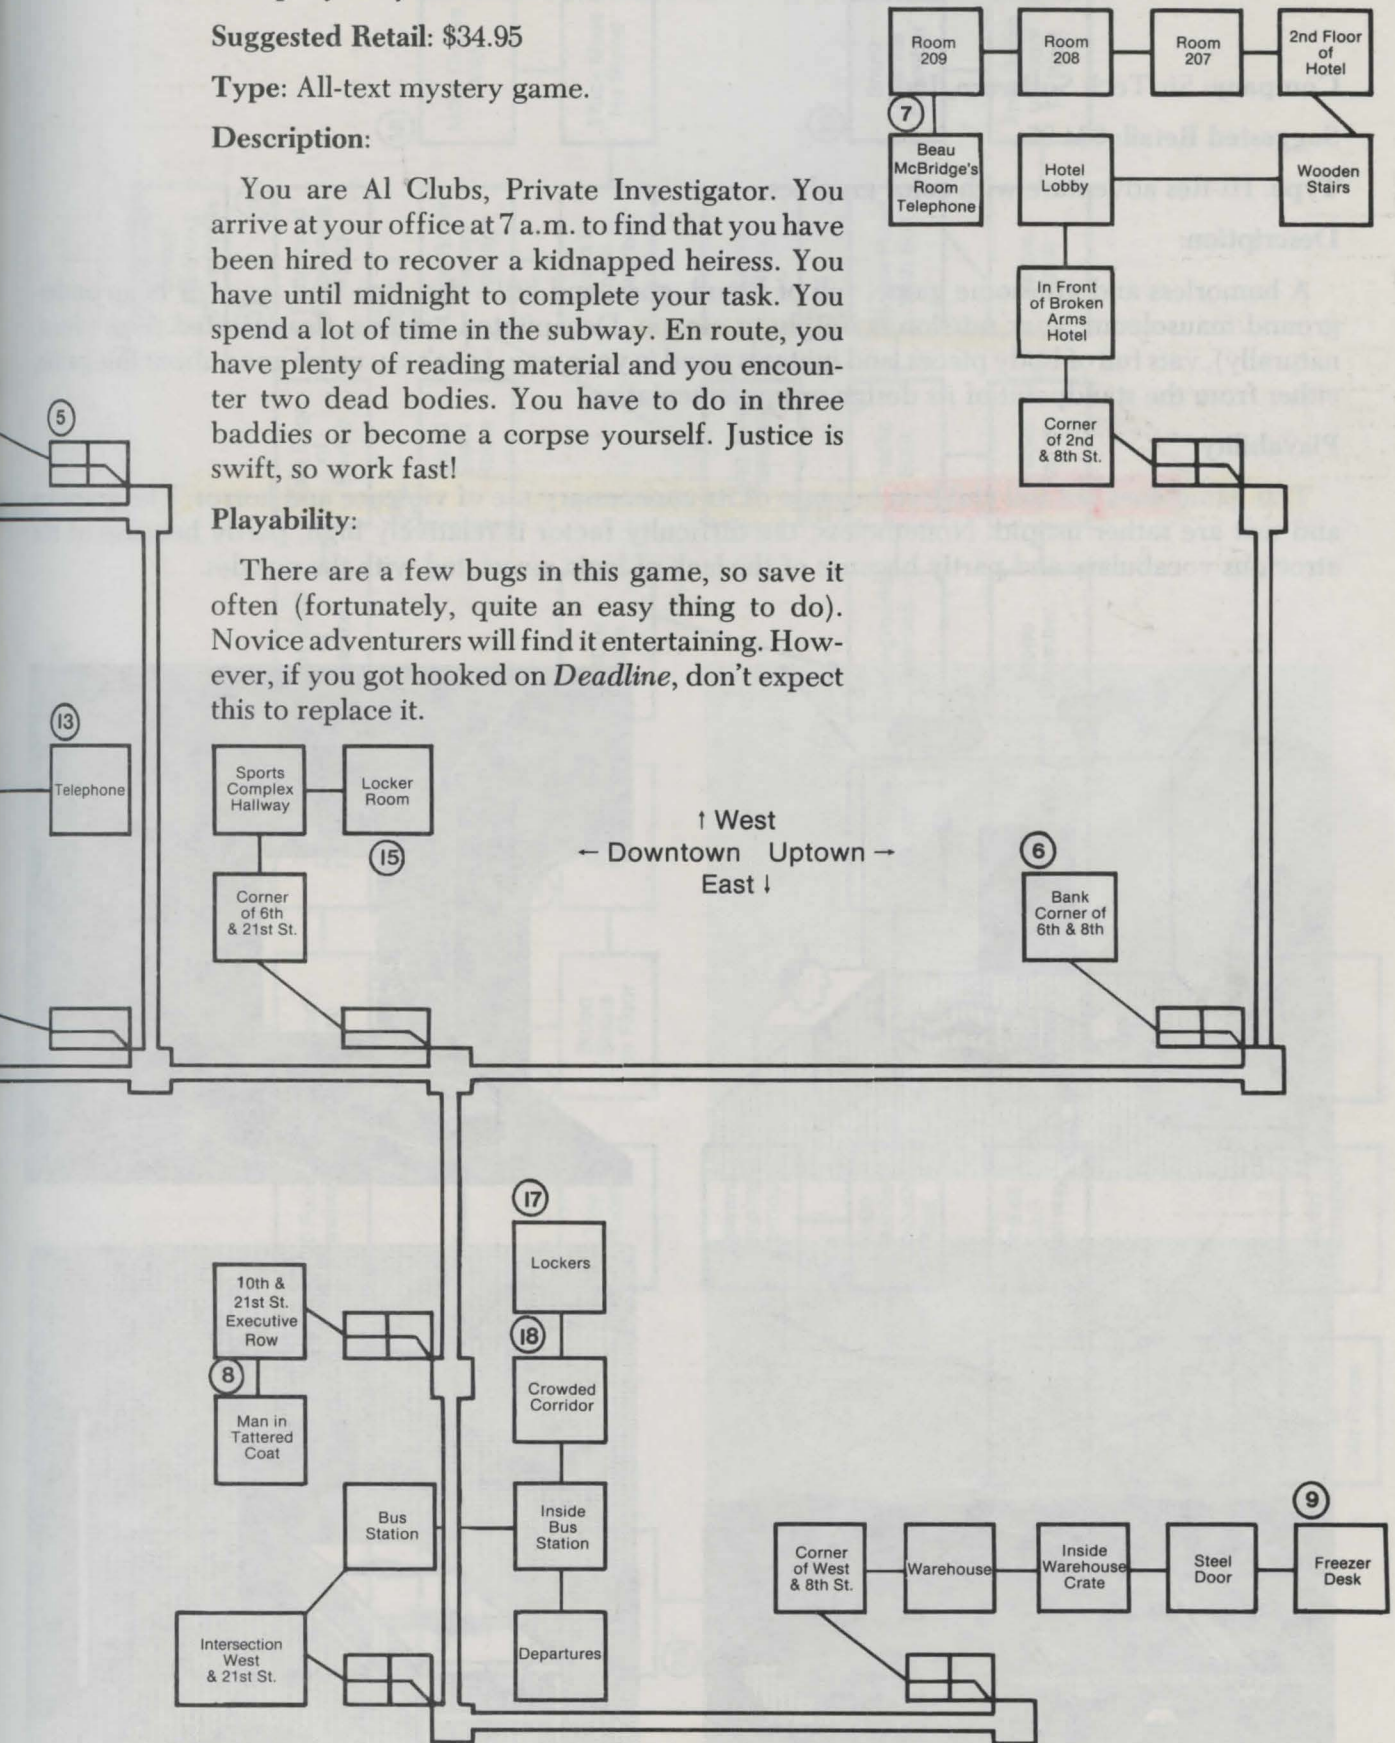 Suggested Retail: $34.95
Type: All-text mystery game.
Description:
You are Al Clubs, Private Investigator. You
arrive at your office at 7 a.m. to find that you have
been hired to recover a kidnapped heiress. You
have until midnight to complete your task. You
spend a lot of time in the subway. En route, you
have plenty of reading material and you encoun-
ter two dead bodies. You have to do in three
baddies or become a corpse yourself. Justice is
swift, so work fast!
Playability:
There are a few bugs in this game, so save it
often (fortunately, quite an easy thing to do).
Novice adventurers will find it entertaining. How-
ever, if you got hooked on Deadline, don't expect
this to replace it.
Room
209
Room
208
Room
207
2nd Floor
of
Hotel
7
Beau
McBridge's
Room
Telephone
Hotel
Lobby
Wooden
Stairs
In Front
of Broken
Arms
Hotel
5
Corner
of 2nd
& 8th St.
13
Telephone
Sports
Complex
Hallway
Locker
Room
15
Corner
of 6th
& 21st St.
↑ West
← Downtown Uptown →
East ↓
6
Bank
Corner of
6th & 8th
17
Lockers
10th &
21st St.
Executive
Row
18
8
Crowded
Corridor
Man in
Tattered
Coat
Bus
Station
Inside
Bus
Station
9
Corner
of West
& 8th St.
Warehouse
Inside
Warehouse
Crate
Steel
Door
Freezer
Desk
Intersection
West
& 21st St.
Departures